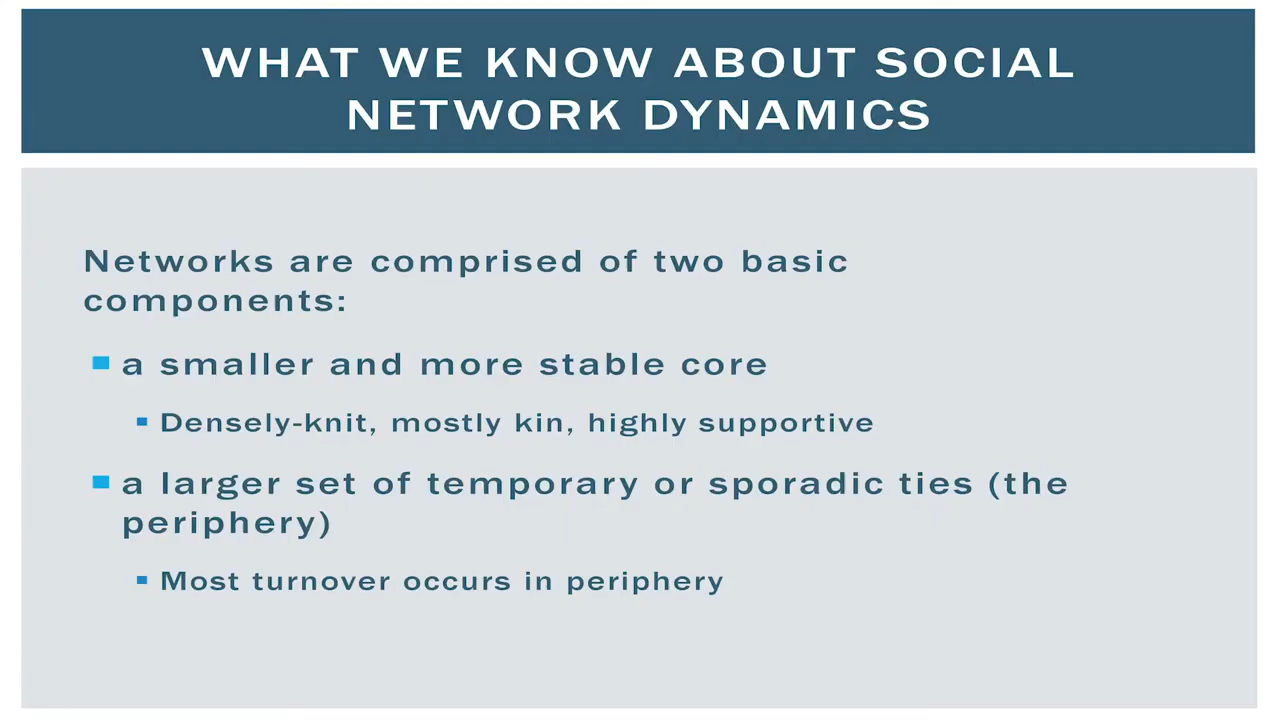 WHAT WE KNOW ABOUT SOCIAL
NETWORK DYNAMICS
Networks are comprised of two basic
components:
a smaller and more stable core
Densely-knit, mostly kin, highly supportive
a larger set of temporary or sporadic ties (the
periphery)
Most turnover occurs in periphery